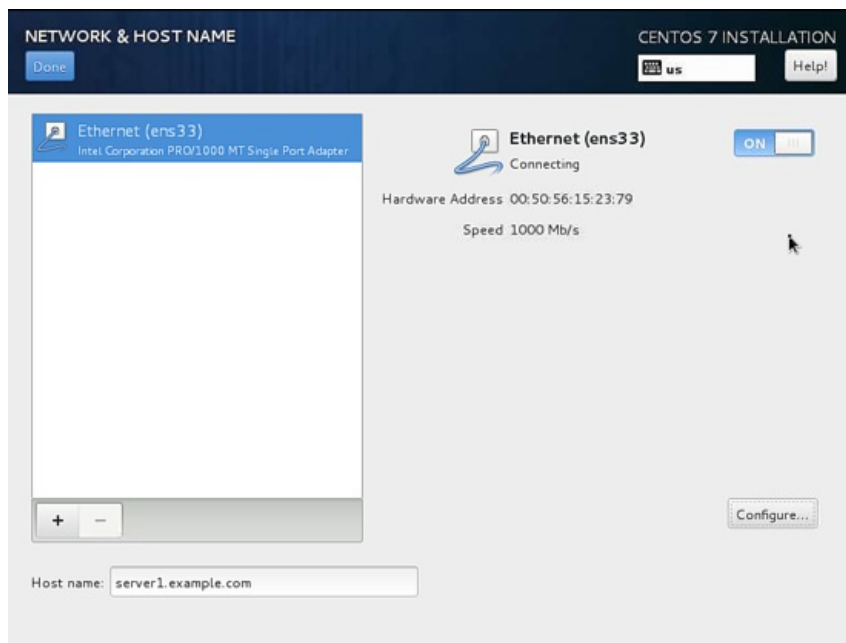 NETWORK & HOST NAME
CENTOS 7 INSTALLATION
Done
us
Help!
Ethernet (ens33)
Intel Corporation PRO/1000 MT Single Port Adapter
Ethernet (ens33)
Connecting
ON
Hardware Address 00:50:56:15:23:79
Speed 1000 Mb/s
+ −
Configure...
Host name: server1.example.com